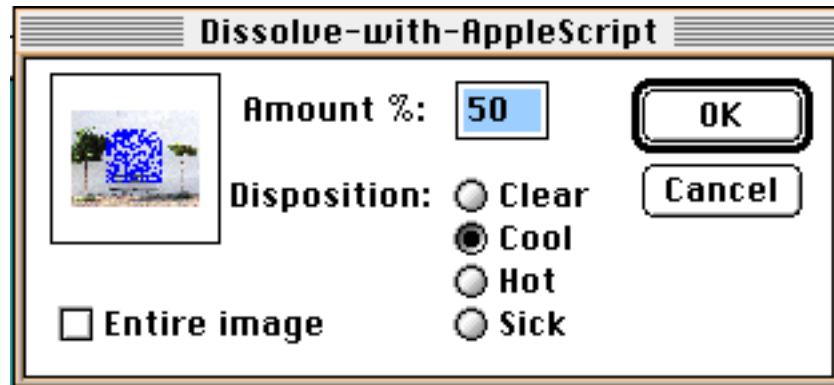 Dissolve-with-AppleScript
Amount %: 50
OK
Disposition: Clear
Cancel
Cool
Hot
Entire image
Sick